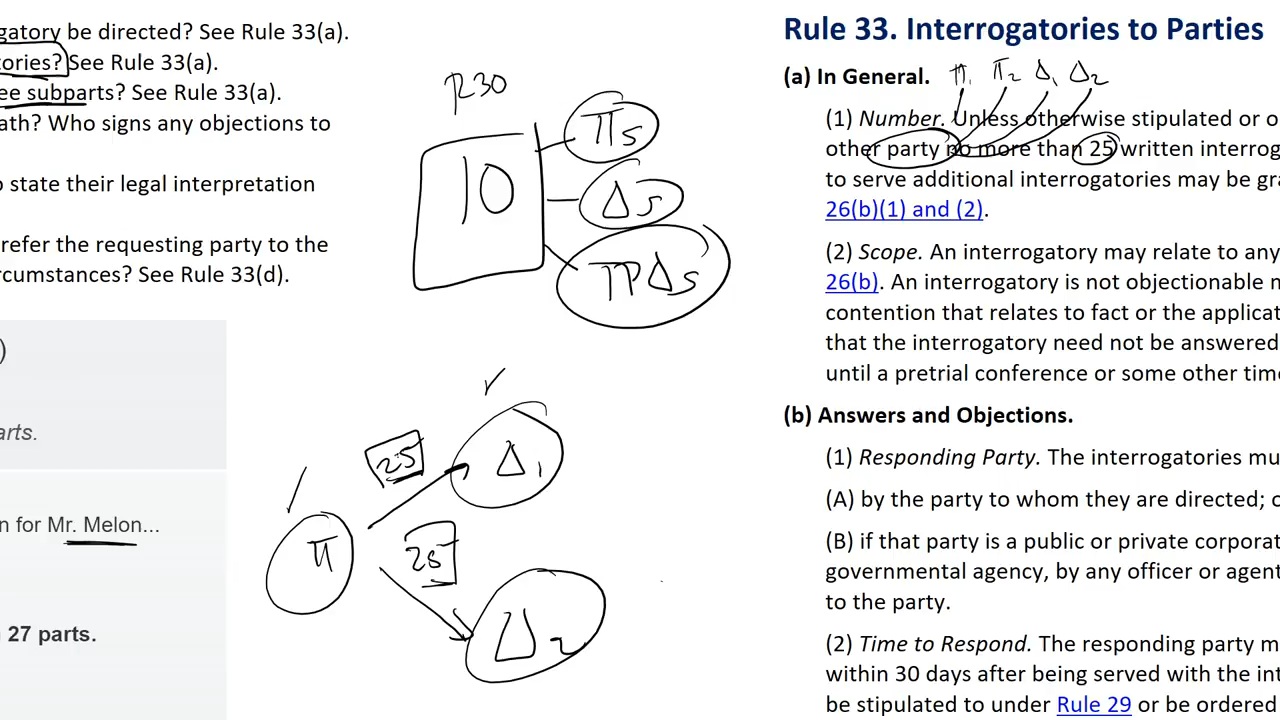 gatory be directed? See Rule 33(a).
tories? See Rule 33(a).
ee subparts? See Rule 33(a).
ath? Who signs any objections to
o state their legal interpretation
refer the requesting party to the
rcumstances? See Rule 33(d).
)
arts.
n for Mr. Melon...
27 parts.
R30
10
πs
Δs
πPΔs
25
Δ1
π
25
Δ2
Rule 33. Interrogatories to Parties
(a) In General. π1 π2 Δ1 Δ2
(1) Number. Unless otherwise stipulated or o
other party no more than 25 written interrog
to serve additional interrogatories may be gra
26(b)(1) and (2).
(2) Scope. An interrogatory may relate to any
26(b). An interrogatory is not objectionable m
contention that relates to fact or the applicat
that the interrogatory need not be answered
until a pretrial conference or some other time
(b) Answers and Objections.
(1) Responding Party. The interrogatories mu
(A) by the party to whom they are directed; o
(B) if that party is a public or private corporat
governmental agency, by any officer or agent
to the party.
(2) Time to Respond. The responding party m
within 30 days after being served with the int
be stipulated to under Rule 29 or be ordered